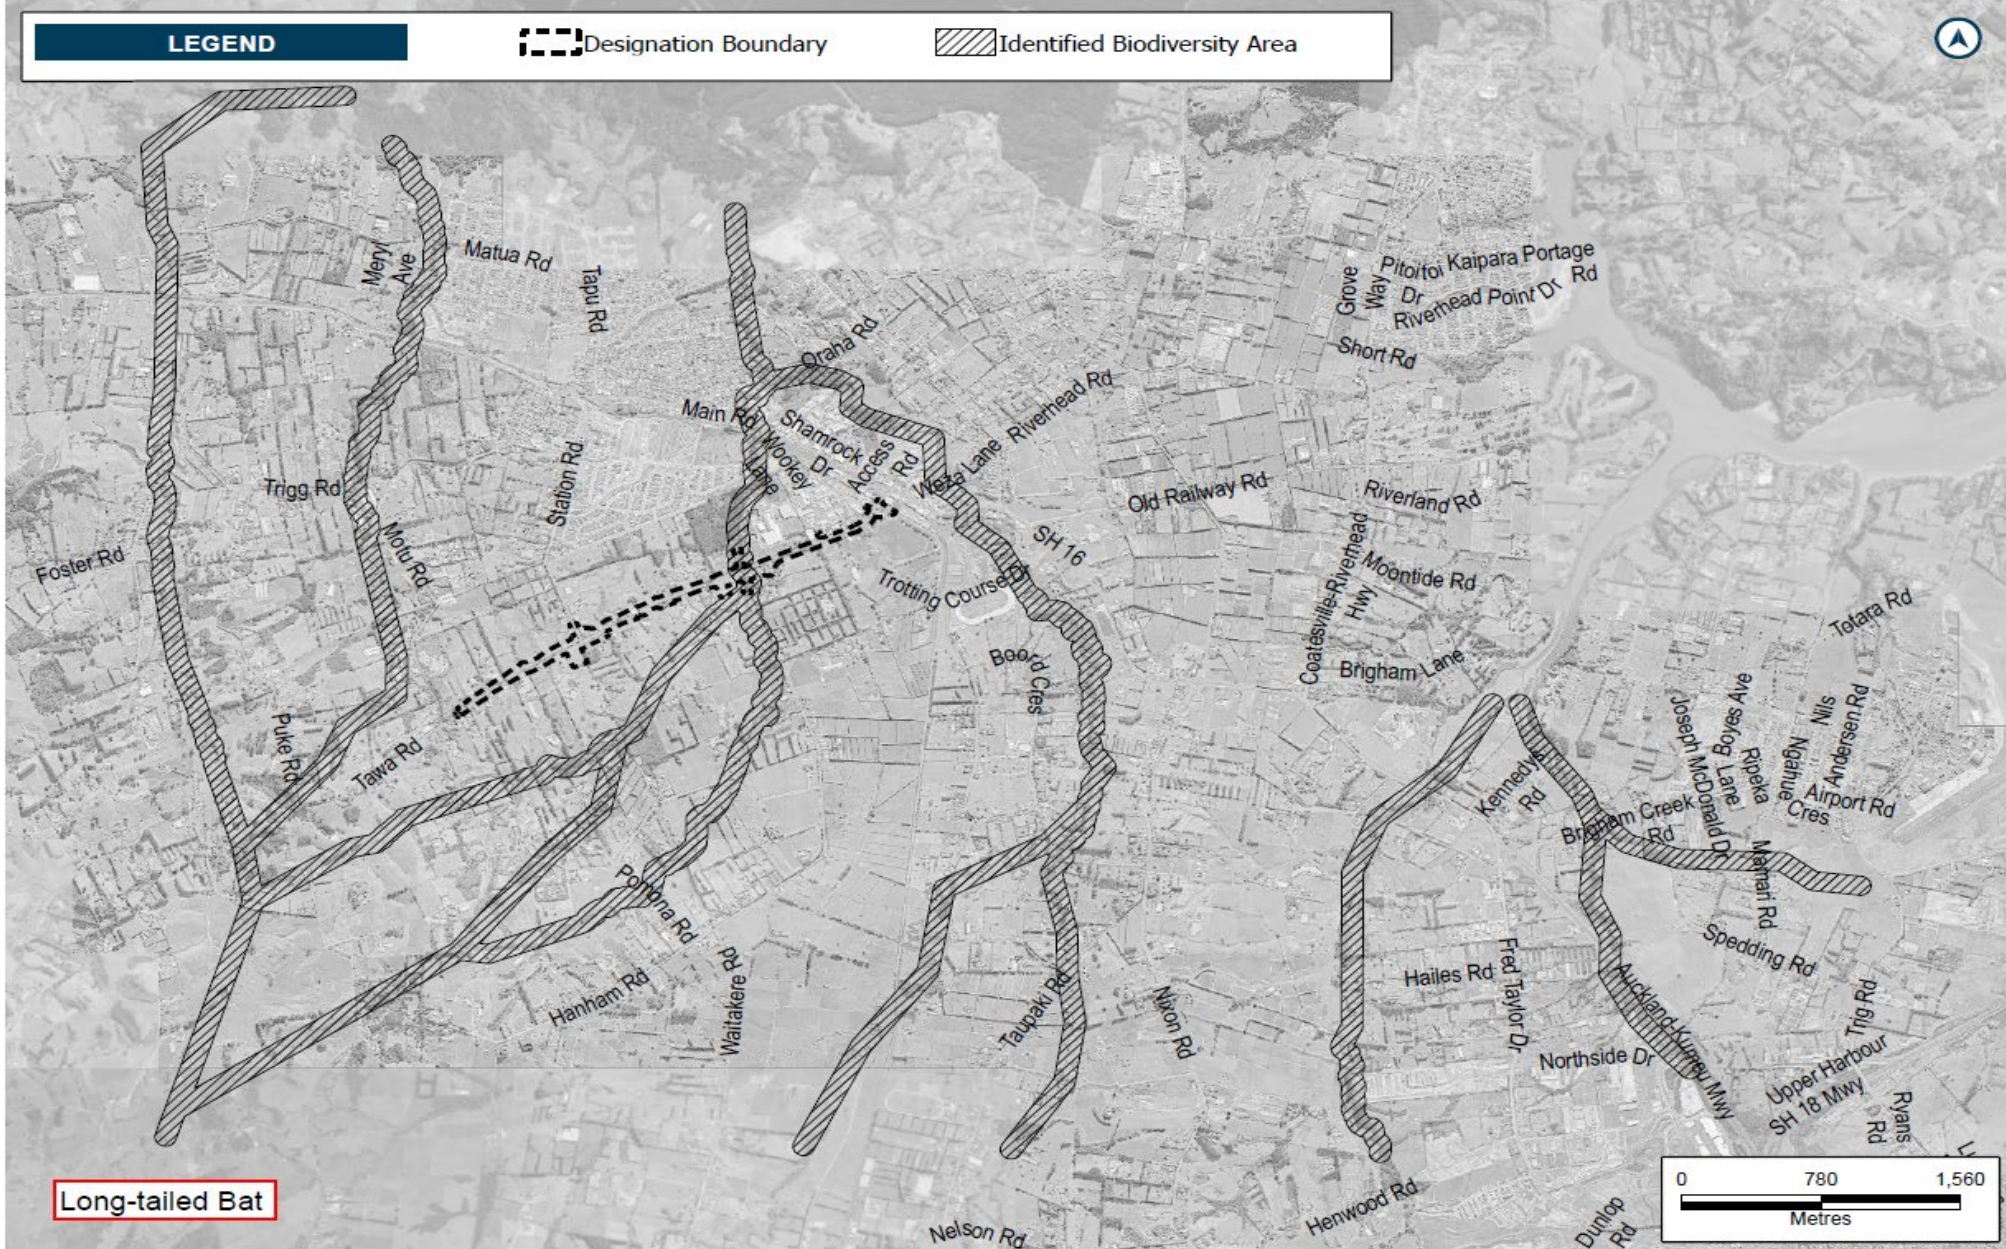 LEGEND
Designation Boundary
Identified Biodiversity Area
Meryl
Ave
Matua Rd
Tapu Rd
Oraha Rd
Main Rd
Shamrock
Dr
Wookey
Lane
Access
Rd
Weza Lane
Riverhead Rd
Grove
Way
Pitoitoi
Dr
Kaipara Portage
Rd
Riverhead Point Dr
Short Rd
Trigg Rd
Station Rd
Motu Rd
Foster Rd
Old Railway Rd
Riverland Rd
SH 16
Trotting Course Dr
Coatesville-Riverhead
Hwy
Moontide Rd
Totara Rd
Boord Cres
Brigham Lane
Puke Rd
Tawa Rd
Kennedys
Rd
Joseph McDonald Dr
Boyes Ave
Ripeka
Lane
Nils
Andersen Rd
Ngahue
Cres
Airport Rd
Brigham Creek
Rd
Mamari Rd
Pomona Rd
Spedding Rd
Hanham Rd
Waitakere Rd
Taupaki Rd
Nixon Rd
Hailes Rd
Fred Taylor Dr
Auckland-Kumeu Mwy
Trig Rd
Northside Dr
Upper Harbour
SH 18 Mwy
Ryans
Rd
Henwood Rd
Nelson Rd
Dunlop
Rd
Long-tailed Bat
0 780 1,560
Metres